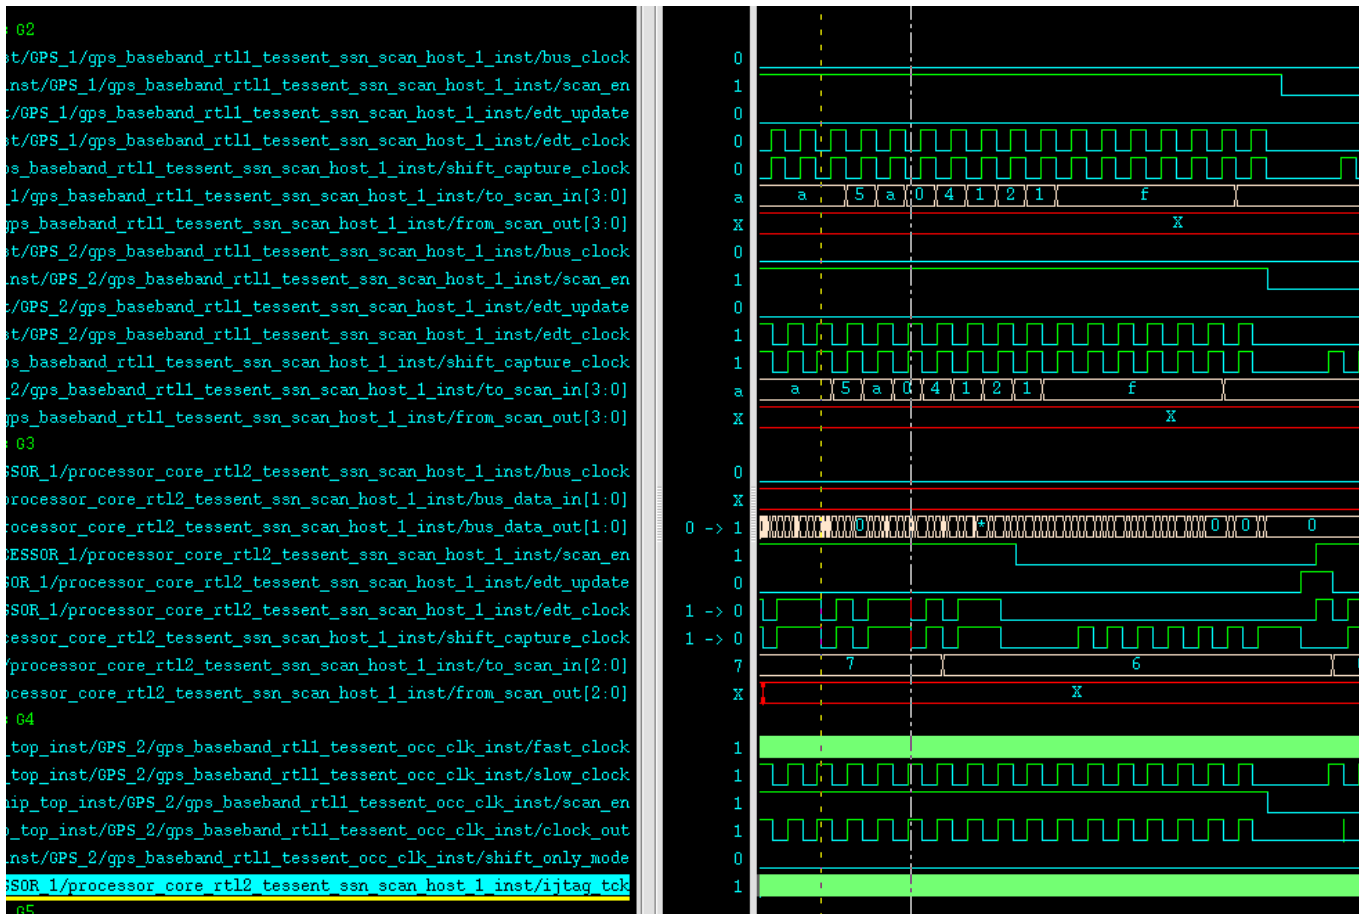 G2
st/GPS_1/gps_baseband_rtl1_tessent_ssn_scan_host_1_inst/bus_clock 0
inst/GPS_1/gps_baseband_rtl1_tessent_ssn_scan_host_1_inst/scan_en 1
t/GPS_1/gps_baseband_rtl1_tessent_ssn_scan_host_1_inst/edt_update 0
st/GPS_1/gps_baseband_rtl1_tessent_ssn_scan_host_1_inst/edt_clock 0
ps_baseband_rtl1_tessent_ssn_scan_host_1_inst/shift_capture_clock 0
_1/gps_baseband_rtl1_tessent_ssn_scan_host_1_inst/to_scan_in[3:0] a a 5 a 0 4 1 2 1 f
gps_baseband_rtl1_tessent_ssn_scan_host_1_inst/from_scan_out[3:0] X X
st/GPS_2/gps_baseband_rtl1_tessent_ssn_scan_host_1_inst/bus_clock 0
inst/GPS_2/gps_baseband_rtl1_tessent_ssn_scan_host_1_inst/scan_en 1
t/GPS_2/gps_baseband_rtl1_tessent_ssn_scan_host_1_inst/edt_update 0
st/GPS_2/gps_baseband_rtl1_tessent_ssn_scan_host_1_inst/edt_clock 1
ps_baseband_rtl1_tessent_ssn_scan_host_1_inst/shift_capture_clock 1
_2/gps_baseband_rtl1_tessent_ssn_scan_host_1_inst/to_scan_in[3:0] a a 5 a 0 4 1 2 1 f
gps_baseband_rtl1_tessent_ssn_scan_host_1_inst/from_scan_out[3:0] X X
G3
SSOR_1/processor_core_rtl2_tessent_ssn_scan_host_1_inst/bus_clock 0
processor_core_rtl2_tessent_ssn_scan_host_1_inst/bus_data_in[1:0] X
rocessor_core_rtl2_tessent_ssn_scan_host_1_inst/bus_data_out[1:0] 0 -> 1 0 * 0 0 0
CESSOR_1/processor_core_rtl2_tessent_ssn_scan_host_1_inst/scan_en 1
SOR_1/processor_core_rtl2_tessent_ssn_scan_host_1_inst/edt_update 0
SSOR_1/processor_core_rtl2_tessent_ssn_scan_host_1_inst/edt_clock 1 -> 0
cessor_core_rtl2_tessent_ssn_scan_host_1_inst/shift_capture_clock 1 -> 0
/processor_core_rtl2_tessent_ssn_scan_host_1_inst/to_scan_in[2:0] 7 7 6
ocessor_core_rtl2_tessent_ssn_scan_host_1_inst/from_scan_out[2:0] X X
G4
_top_inst/GPS_2/gps_baseband_rtl1_tessent_occ_clk_inst/fast_clock 1
_top_inst/GPS_2/gps_baseband_rtl1_tessent_occ_clk_inst/slow_clock 1
hip_top_inst/GPS_2/gps_baseband_rtl1_tessent_occ_clk_inst/scan_en 1
p_top_inst/GPS_2/gps_baseband_rtl1_tessent_occ_clk_inst/clock_out 1
inst/GPS_2/gps_baseband_rtl1_tessent_occ_clk_inst/shift_only_mode 0
SSOR_1/processor_core_rtl2_tessent_ssn_scan_host_1_inst/ijtag_tck 1
G5